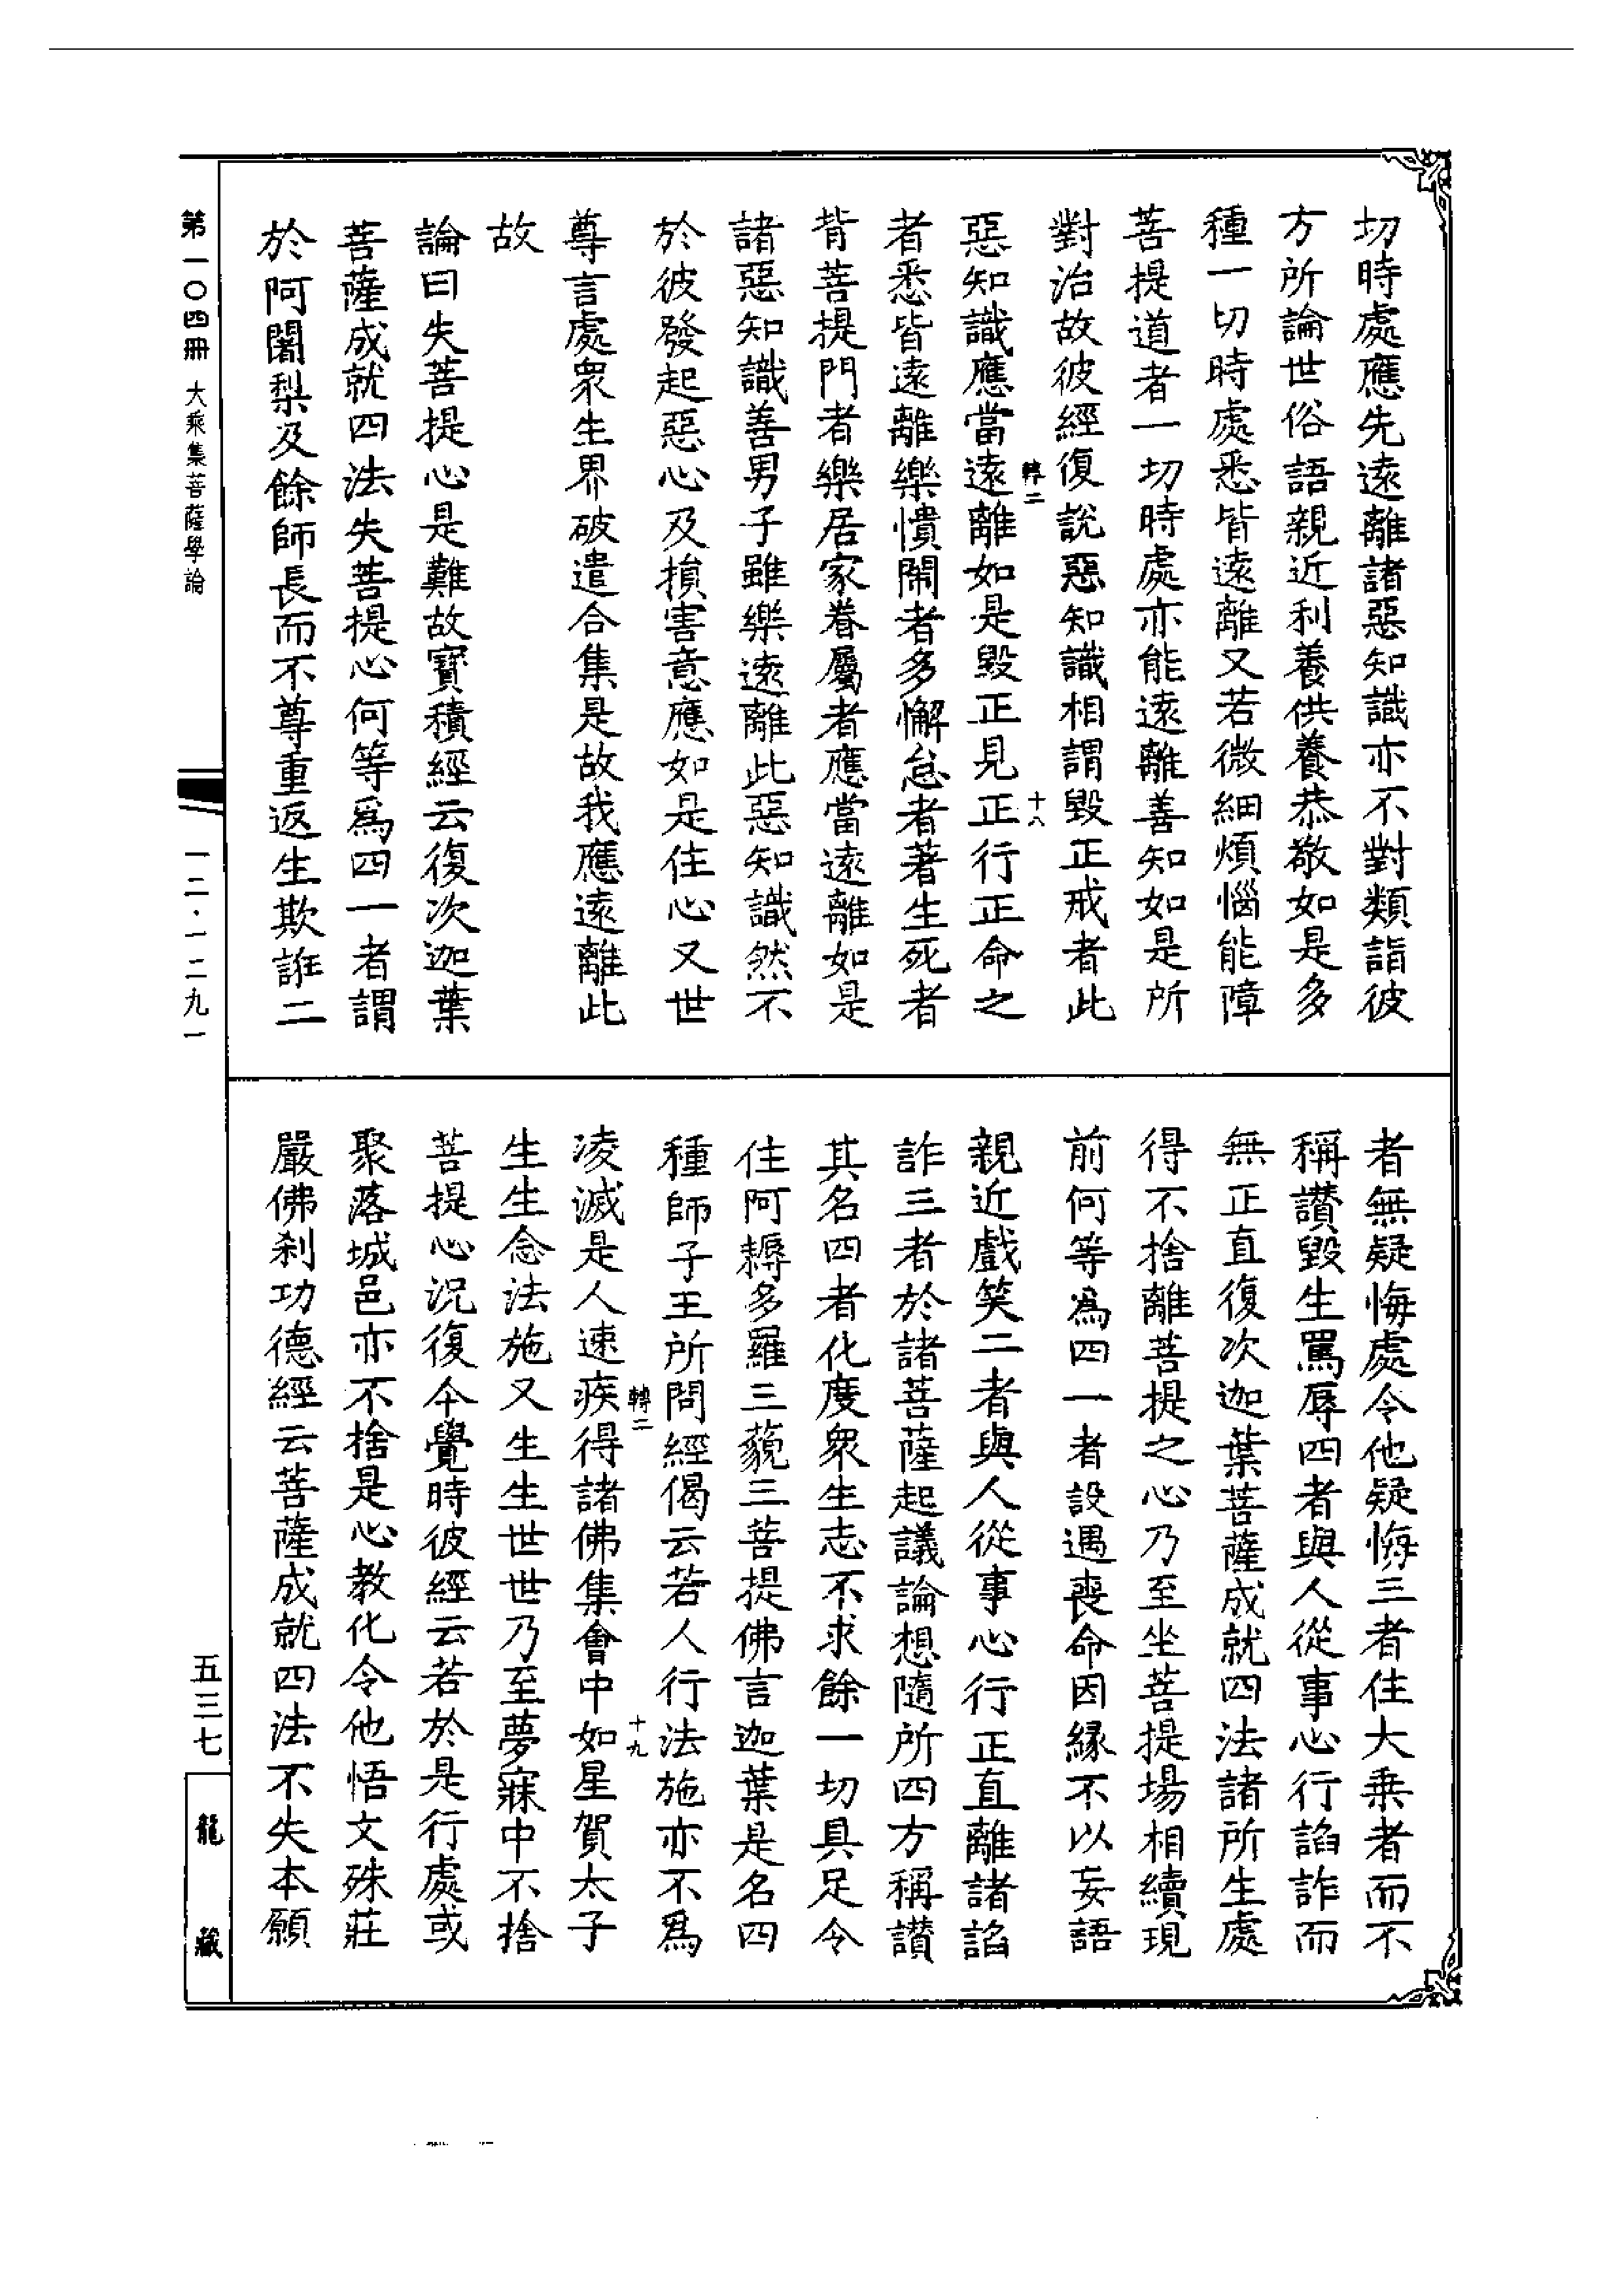 切時處應先遠離諸惡知識亦不對類詣彼
方所論世俗語親近利養供養恭敬如是多
種一切時處悉皆遠離又若微細煩惱能障
菩提道者一切時處亦能遠離善知如是所
對治故彼經復說惡知識相謂毀正戒者此
轉二
十八
惡知識應當遠離如是毀正見正行正命之
者悉皆遠離樂憒閙者多懈怠者著生死者
背菩提門者樂居家眷屬者應當遠離如是
諸惡知識善男子雖樂遠離此惡知識然不
於彼發起惡心及損害意應如是住心又世
尊言處衆生界破遣合集是故我應遠離此
故
論曰失菩提心是難故寶積經云復次迦葉
菩薩成就四法失菩提心何等爲四一者謂
於阿闍梨及餘師長而不尊重返生欺誑二
者無疑悔處令他疑悔三者住大乗者而不
稱讚毀生罵辱四者與人從事心行諂詐而
無正直復次迦葉菩薩成就四法諸所生處
得不捨離菩提之心乃至坐菩提場相續現
前何等爲四一者設遇喪命因縁不以妄語
親近戲笑二者與人從事心行正直離諸諂
詐三者於諸菩薩起議論想隨所四方稱讃
其名四者化度衆生志不求餘一切具足令
住阿耨多羅三藐三菩提佛言迦葉是名四
種師子王所問經偈云若人行法施亦不爲
轉二
十九
凌滅是人速疾得諸佛集會中如星賀太子
生生念法施又生生世世乃至夢寐中不捨
菩提心況復今覺時彼經云若於是行處或
聚落城邑亦不捨是心教化令他悟文殊莊
嚴佛刹功德經云菩薩成就四法不失本願
第一〇四冊 大乘集菩薩學論
一二·一二九一
五三七
龍藏